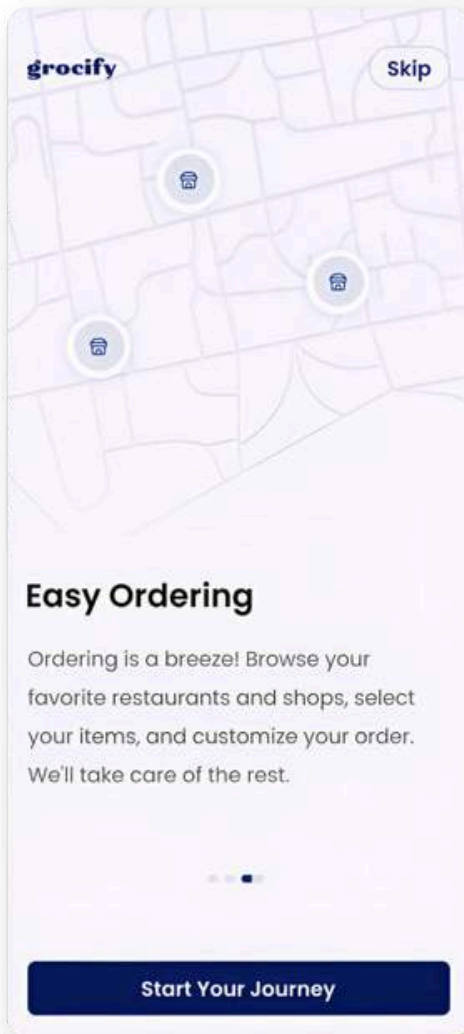 grocify
Skip
Easy Ordering
Ordering is a breeze! Browse your
favorite restaurants and shops, select
your items, and customize your order.
We'll take care of the rest.
Start Your Journey